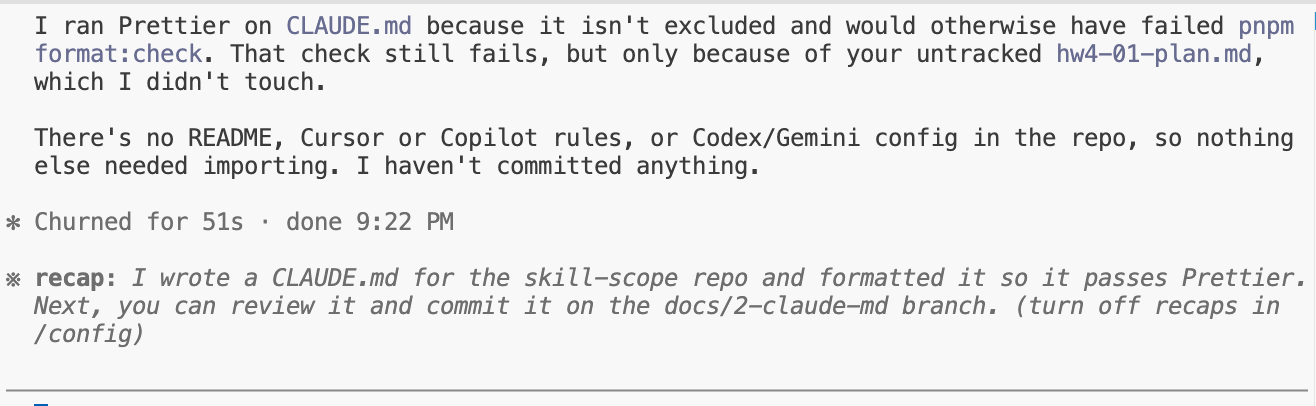 I ran Prettier on CLAUDE.md because it isn't excluded and would otherwise have failed pnpm
format:check. That check still fails, but only because of your untracked hw4-01-plan.md,
which I didn't touch.
There's no README, Cursor or Copilot rules, or Codex/Gemini config in the repo, so nothing
else needed importing. I haven't committed anything.
✻ Churned for 51s · done 9:22 PM
※ recap: I wrote a CLAUDE.md for the skill-scope repo and formatted it so it passes Prettier.
Next, you can review it and commit it on the docs/2-claude-md branch. (turn off recaps in
/config)